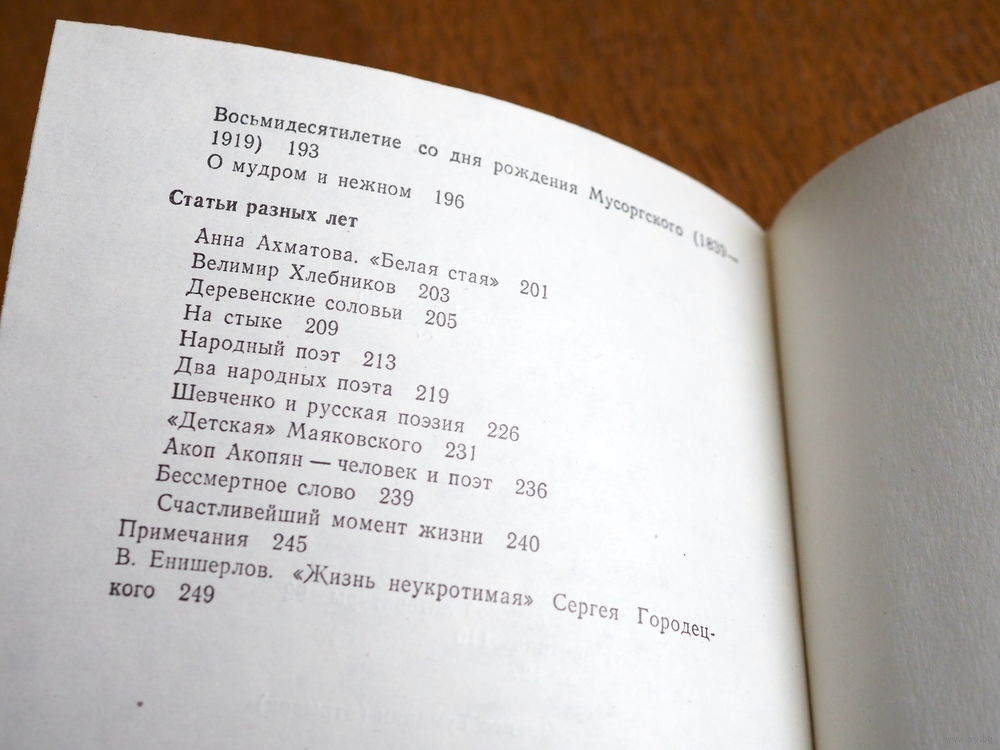 Восьмидесятилетие со дня рождения Мусоргского (1839—
1919) 193
О мудром и нежном 196
Статьи разных лет
Анна Ахматова. «Белая стая» 201
Велимир Хлебников 203
Деревенские соловьи 205
На стыке 209
Народный поэт 213
Два народных поэта 219
Шевченко и русская поэзия 226
«Детская» Маяковского 231
Акоп Акопян — человек и поэт 236
Бессмертное слово 239
Счастливейший момент жизни 240
Примечания 245
В. Енишерлов. «Жизнь неукротимая» Сергея Городец-
кого 249